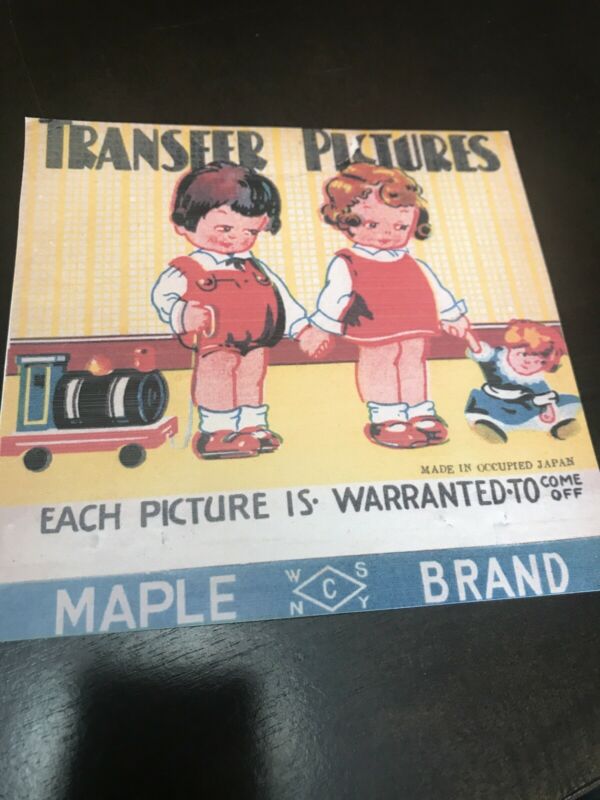 TRANSFER PICTURES
MADE IN OCCUPIED JAPAN
EACH PICTURE IS· WARRANTED·TO COME OFF
MAPLE W S C N Y BRAND